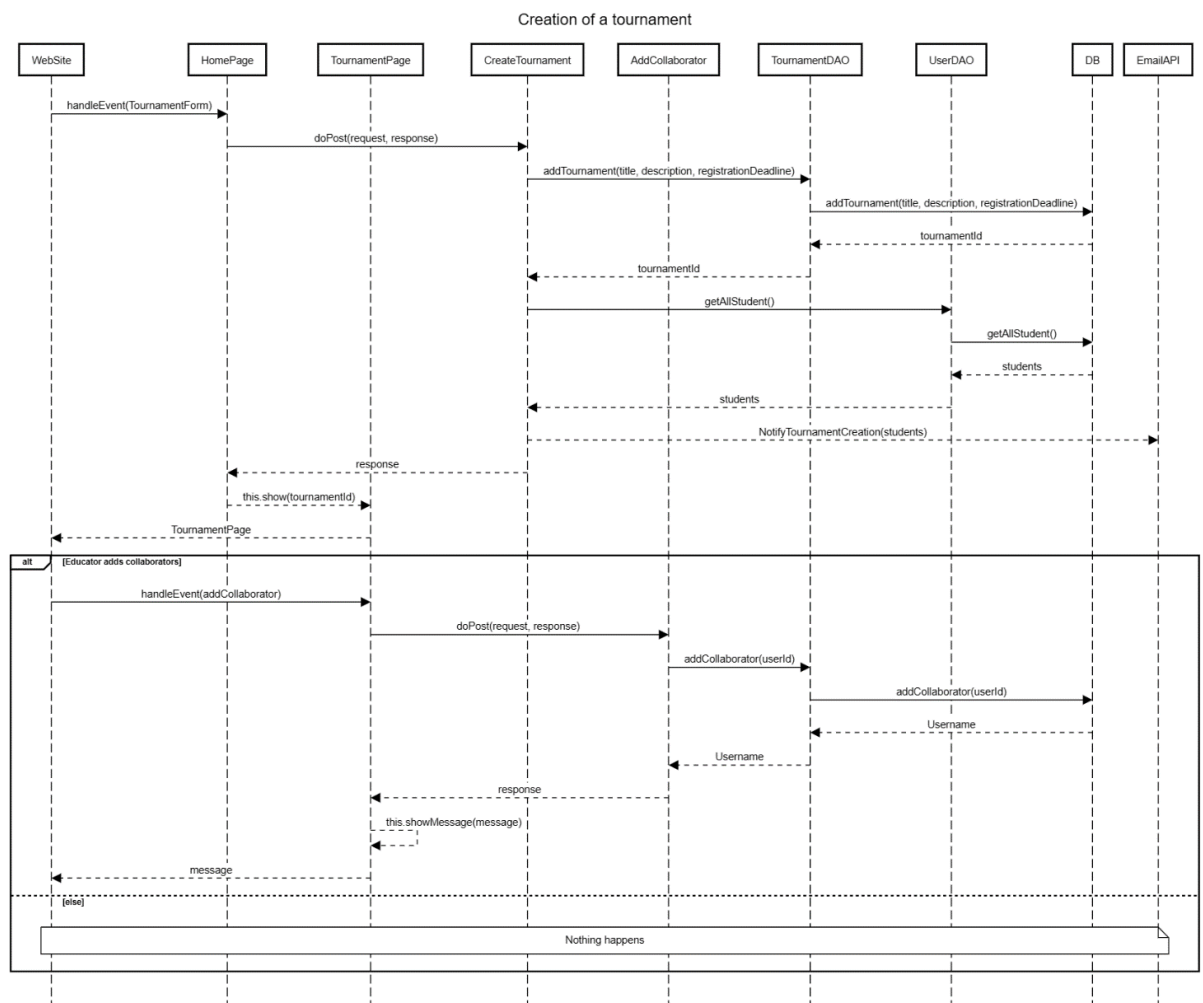 Creation of a tournament
WebSite
HomePage
TournamentPage
CreateTournament
AddCollaborator
TournamentDAO
UserDAO
DB
EmailAPI
handleEvent(TournamentForm)
doPost(request, response)
addTournament(title, description, registrationDeadline)
addTournament(title, description, registrationDeadline)
tournamentId
tournamentId
getAllStudent()
getAllStudent()
students
students
NotifyTournamentCreation(students)
response
this.show(tournamentId)
TournamentPage
alt
[Educator adds collaborators]
handleEvent(addCollaborator)
doPost(request, response)
addCollaborator(userId)
addCollaborator(userId)
Username
Username
response
this.showMessage(message)
message
[else]
Nothing happens